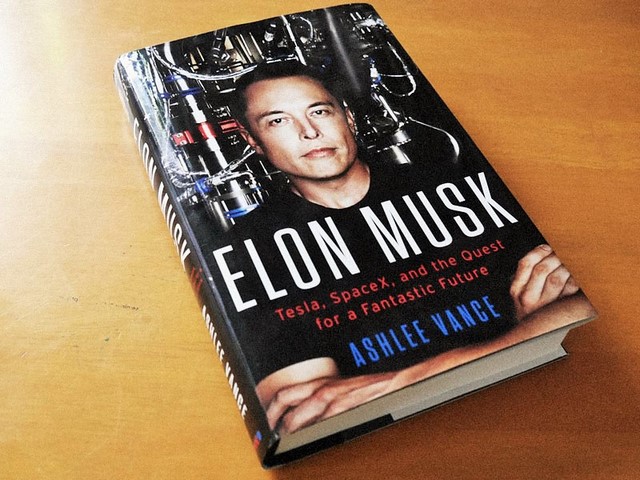 ELON MUSK
Tesla, SpaceX, and the Quest
for a Fantastic Future
ASHLEE VANCE
ELON MUSK
ASHLEE VANCE